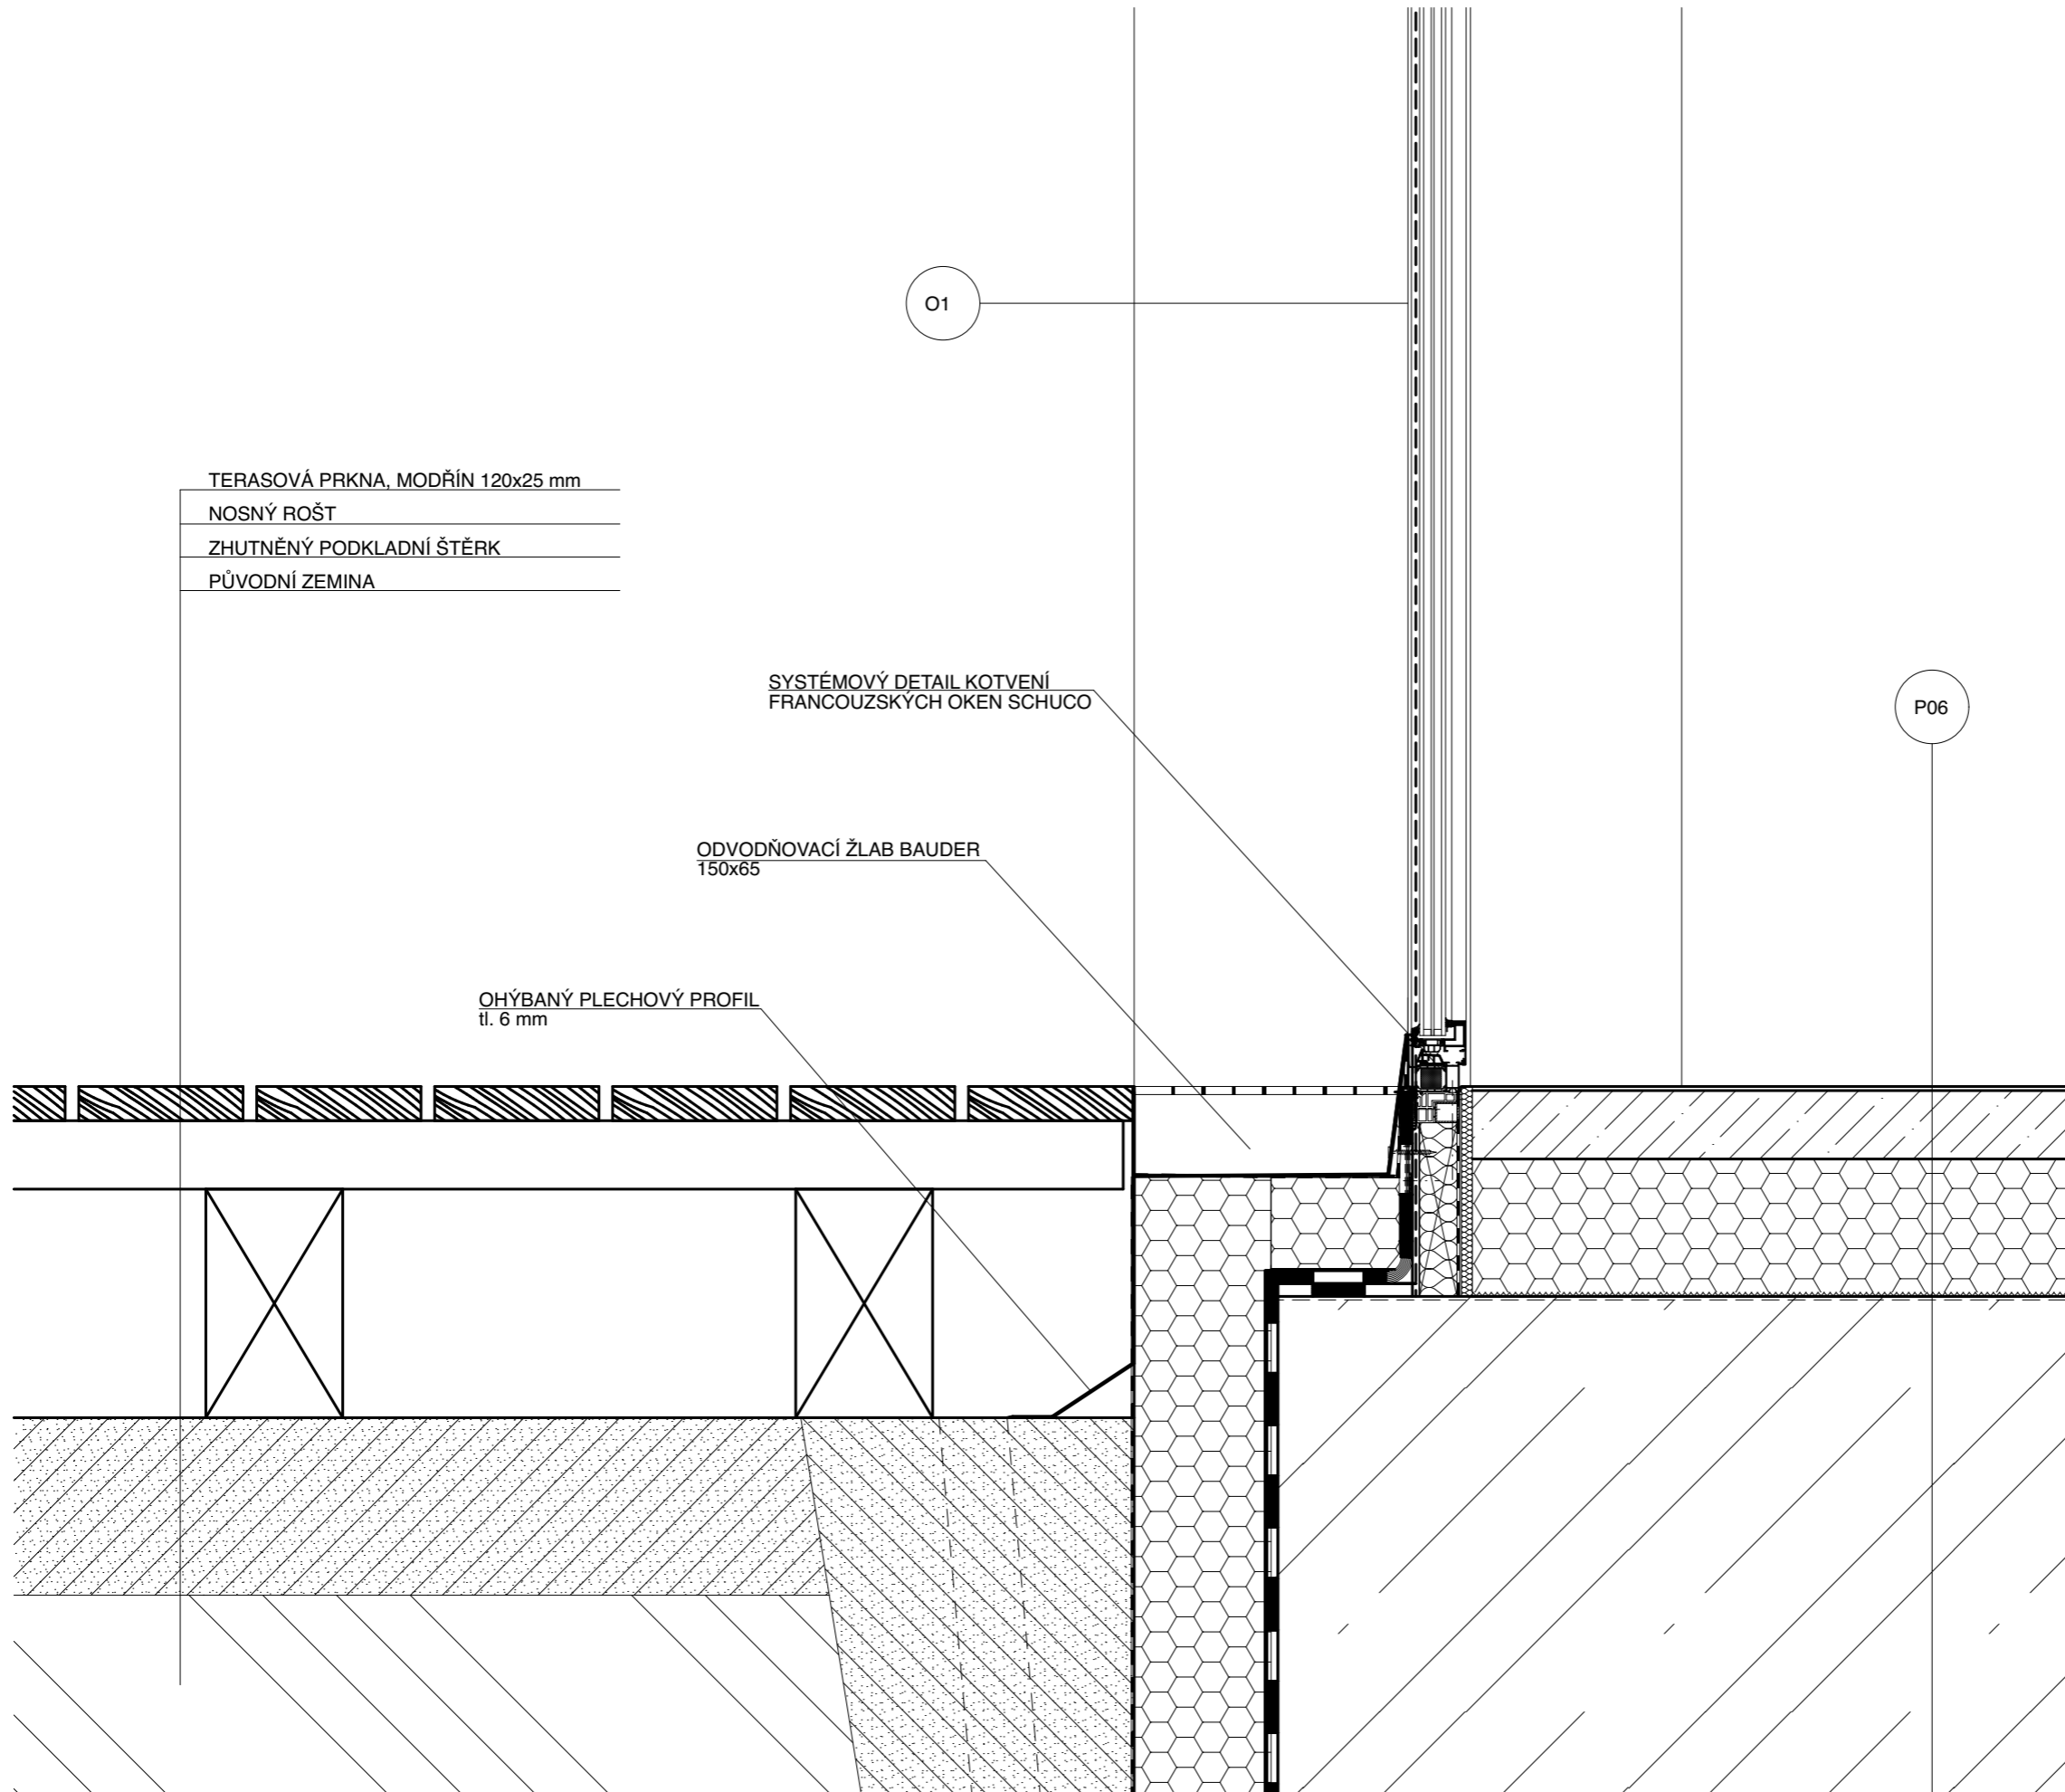 O1
TERASOVÁ PRKNA, MODŘÍN 120x25 mm
NOSNÝ ROŠT
ZHUTNĚNÝ PODKLADNÍ ŠTĚRK
PŮVODNÍ ZEMINA
SYSTÉMOVÝ DETAIL KOTVENÍ
FRANCOUZSKÝCH OKEN SCHUCO
P06
ODVODŇOVACÍ ŽLAB BAUDER
150x65
OHÝBANÝ PLECHOVÝ PROFIL
tl. 6 mm